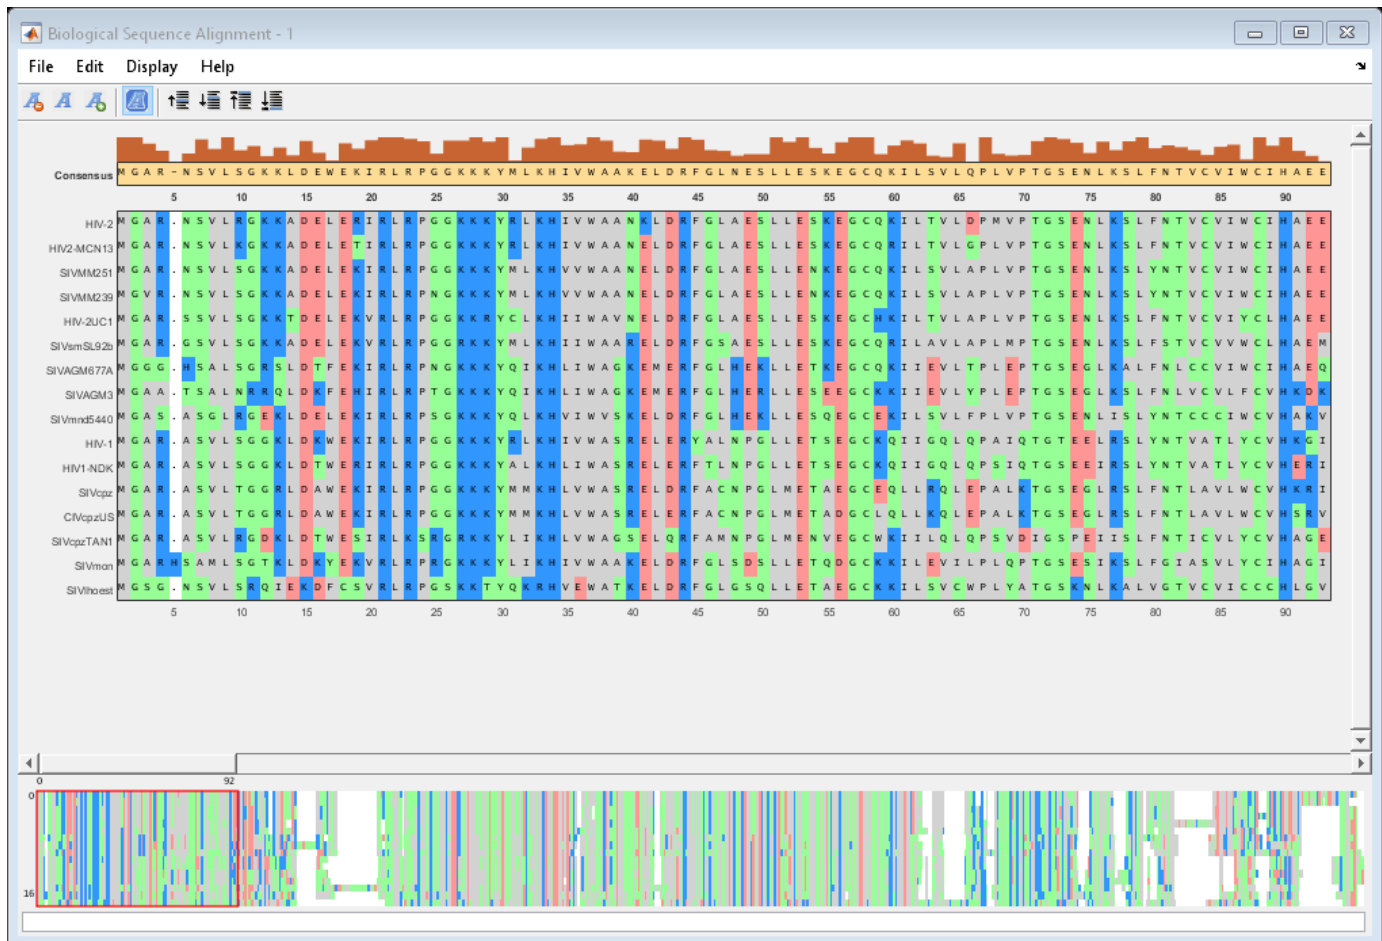 Biological Sequence Alignment - 1
File Edit Display Help
Consensus M G A R - N S V L S G K K L D E W E K I R L R P G G K K K Y M L K H I V W A A K E L D R F G L N E S L L E S K E G C Q K I L S V L Q P L V P T G S E N L K S L F N T V C V I W C I H A E E
5 10 15 20 25 30 35 40 45 50 55 60 65 70 75 80 85 90
HIV-2 M G A R . N S V L R G K K A D E L E R I R L R P G G K K K Y R L K H I V W A A N K L D R F G L A E S L L E S K E G C Q K I L T V L D P M V P T G S E N L K S L F N T V C V I W C I H A E E
HIV2-MCN13 M G A R . N S V L K G K K A D E L E T I R L R P G G K K K Y R L K H I V W A A N E L D R F G L A E S L L E S K E G C Q R I L T V L G P L V P T G S E N L K S L F N T V C V I W C I H A E E
SIVMM251 M G A R . N S V L S G K K A D E L E K I R L R P G G K K K Y M L K H V V W A A N E L D R F G L A E S L L E N K E G C Q K I L S V L A P L V P T G S E N L K S L Y N T V C V I W C I H A E E
SIVMM239 M G V R . N S V L S G K K A D E L E K I R L R P N G K K K Y M L K H V V W A A N E L D R F G L A E S L L E N K E G C Q K I L S V L A P L V P T G S E N L K S L Y N T V C V I W C I H A E E
HIV-2UC1 M G A R . S S V L S G K K T D E L E K V R L R P G G K K R Y C L K H I I W A V N E L D R F G L A E S L L E S K E G C H K I L T V L A P L V P T G S E N L K S L F N T V C V I Y C L H A E E
SIVsmSL92b M G A R . G S V L S G K K A D E L E K V R L R P G G K K R Y M L K H I I W A A R E L D R F G S A E S L L E S K E G C Q R I L A V L A P L M P T G S E N L K S L F S T V C V V W C L H A E M
SIVAGM677A M G G G . H S A L S G R S L D T F E K I R L R P N G K K K Y Q I K H L I W A G K E M E R F G L H E K L L E T K E G C Q K I I E V L T P L E P T G S E G L K A L F N L C C V I W C I H A E Q
SIVAGM3 M G A A . T S A L N R R Q L D K F E H I R L R P T G K K K Y Q I K H L I W A G K E M E R F G L H E R L L E S E E G C K K I I E V L Y P L E P T G S E G L K S L F N L V C V L F C V H K D K
SIVmnd5440 M G A S . A S G L R G E K L D E L E K I R L R P S G K K K Y Q L K H V I W V S K E L D R F G L H E K L L E S Q E G C E K I L S V L F P L V P T G S E N L I S L Y N T C C C I W C V H A K V
HIV-1 M G A R . A S V L S G G K L D K W E K I R L R P G G K K K Y R L K H I V W A S R E L E R Y A L N P G L L E T S E G C K Q I I G Q L Q P A I Q T G T E E L R S L Y N T V A T L Y C V H K G I
HIV1-NDK M G A R . A S V L S G G K L D T W E R I R L R P G G K K K Y A L K H L I W A S R E L E R F T L N P G L L E T S E G C K Q I I G Q L Q P S I Q T G S E E I R S L Y N T V A T L Y C V H E R I
SIVcpz M G A R . A S V L T G G R L D A W E K I R L R P G G K K K Y M M K H L V W A S R E L D R F A C N P G L M E T A E G C E Q L L R Q L E P A L K T G S E G L R S L F N T L A V L W C V H K R I
CIVcpzUS M G A R . A S V L T G G R L D A W E K I R L R P G G K K K Y M M K H L V W A S R E L E R F A C N P G L M E T A D G C L Q L L K Q L E P A L K T G S E G L R S L F N T L A V L W C V H S R V
SIVcpzTAN1 M G A R . A S V L R G D K L D T W E S I R L K S R G R K K Y L I K H L V W A G S E L Q R F A M N P G L M E N V E G C W K I I L Q L Q P S V D I G S P E I I S L F N T I C V L Y C V H A G E
SIVmon M G A R H S A M L S G T K L D K Y E K V R L R P R G K K K Y L I K H I V W A A K E L D R F G L S D S L L E T Q D G C K K I L E V I L P L Q P T G S E S I K S L F G I A S V L Y C I H A G I
SIVlhoest M G S G . N S V L S R Q I E K D F C S V R L R P G S K K T Y Q K R H V E W A T K E L D R F G L G S Q L L E T A E G C K K I L S V C W P L Y A T G S K N L K A L V G T V C V I C C C H L G V
5 10 15 20 25 30 35 40 45 50 55 60 65 70 75 80 85 90
0 92
0
16